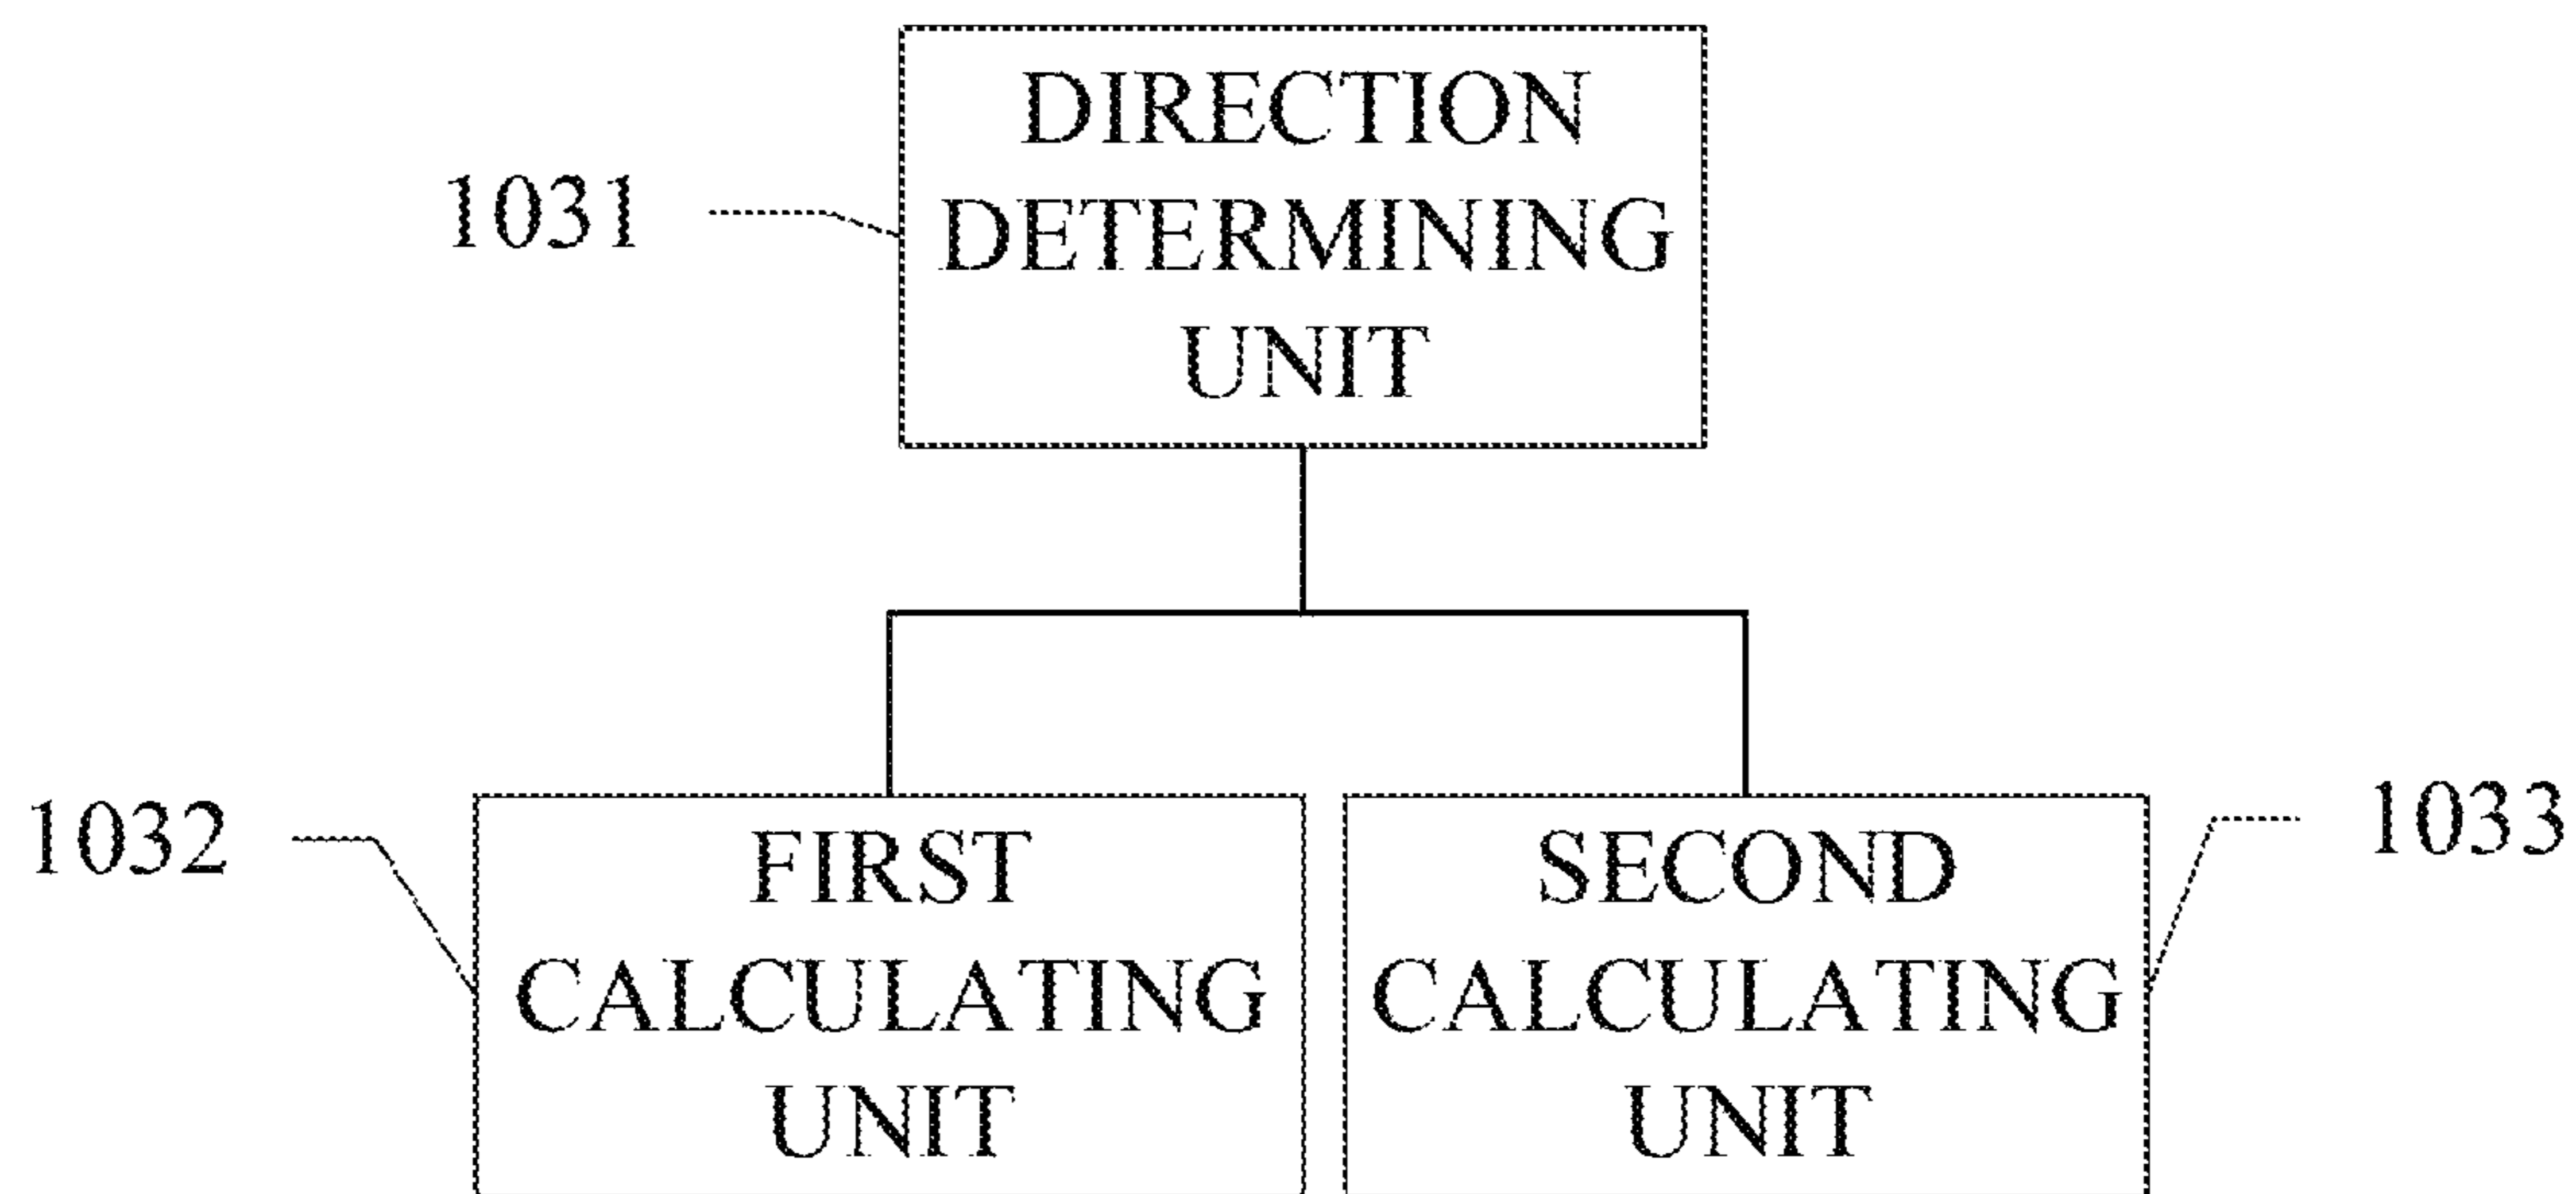 DIRECTION
DETERMINING
UNIT
1031
1032
FIRST
CALCULATING
UNIT
SECOND
CALCULATING
UNIT
1033